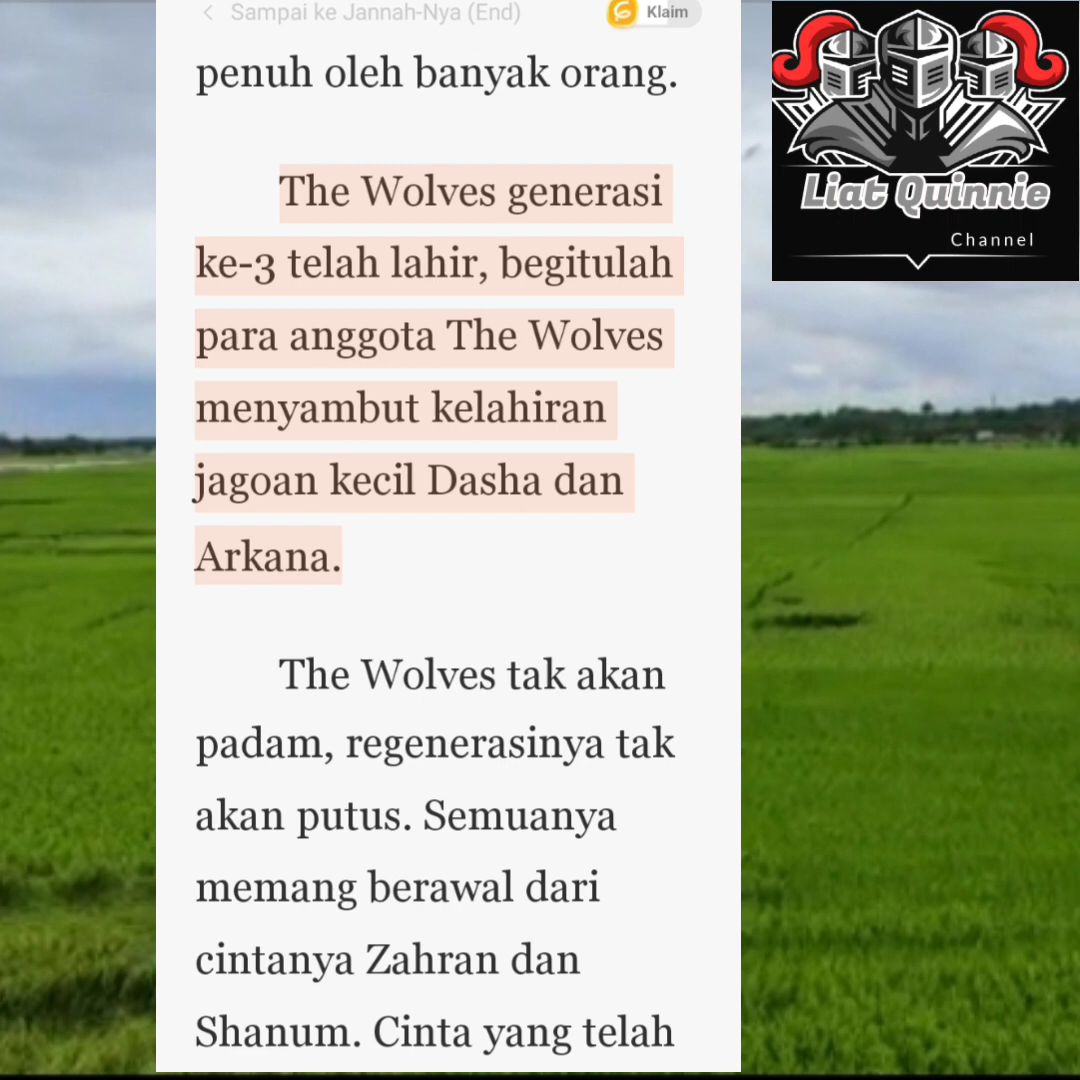 Sampai ke Jannah-Nya (End)
Klaim
penuh oleh banyak orang.
The Wolves generasi
ke-3 telah lahir, begitulah
para anggota The Wolves
menyambut kelahiran
jagoan kecil Dasha dan
Arkana.
The Wolves tak akan
padam, regenerasinya tak
akan putus. Semuanya
memang berawal dari
cintanya Zahran dan
Shanum. Cinta yang telah
Liat Quinnie
Channel